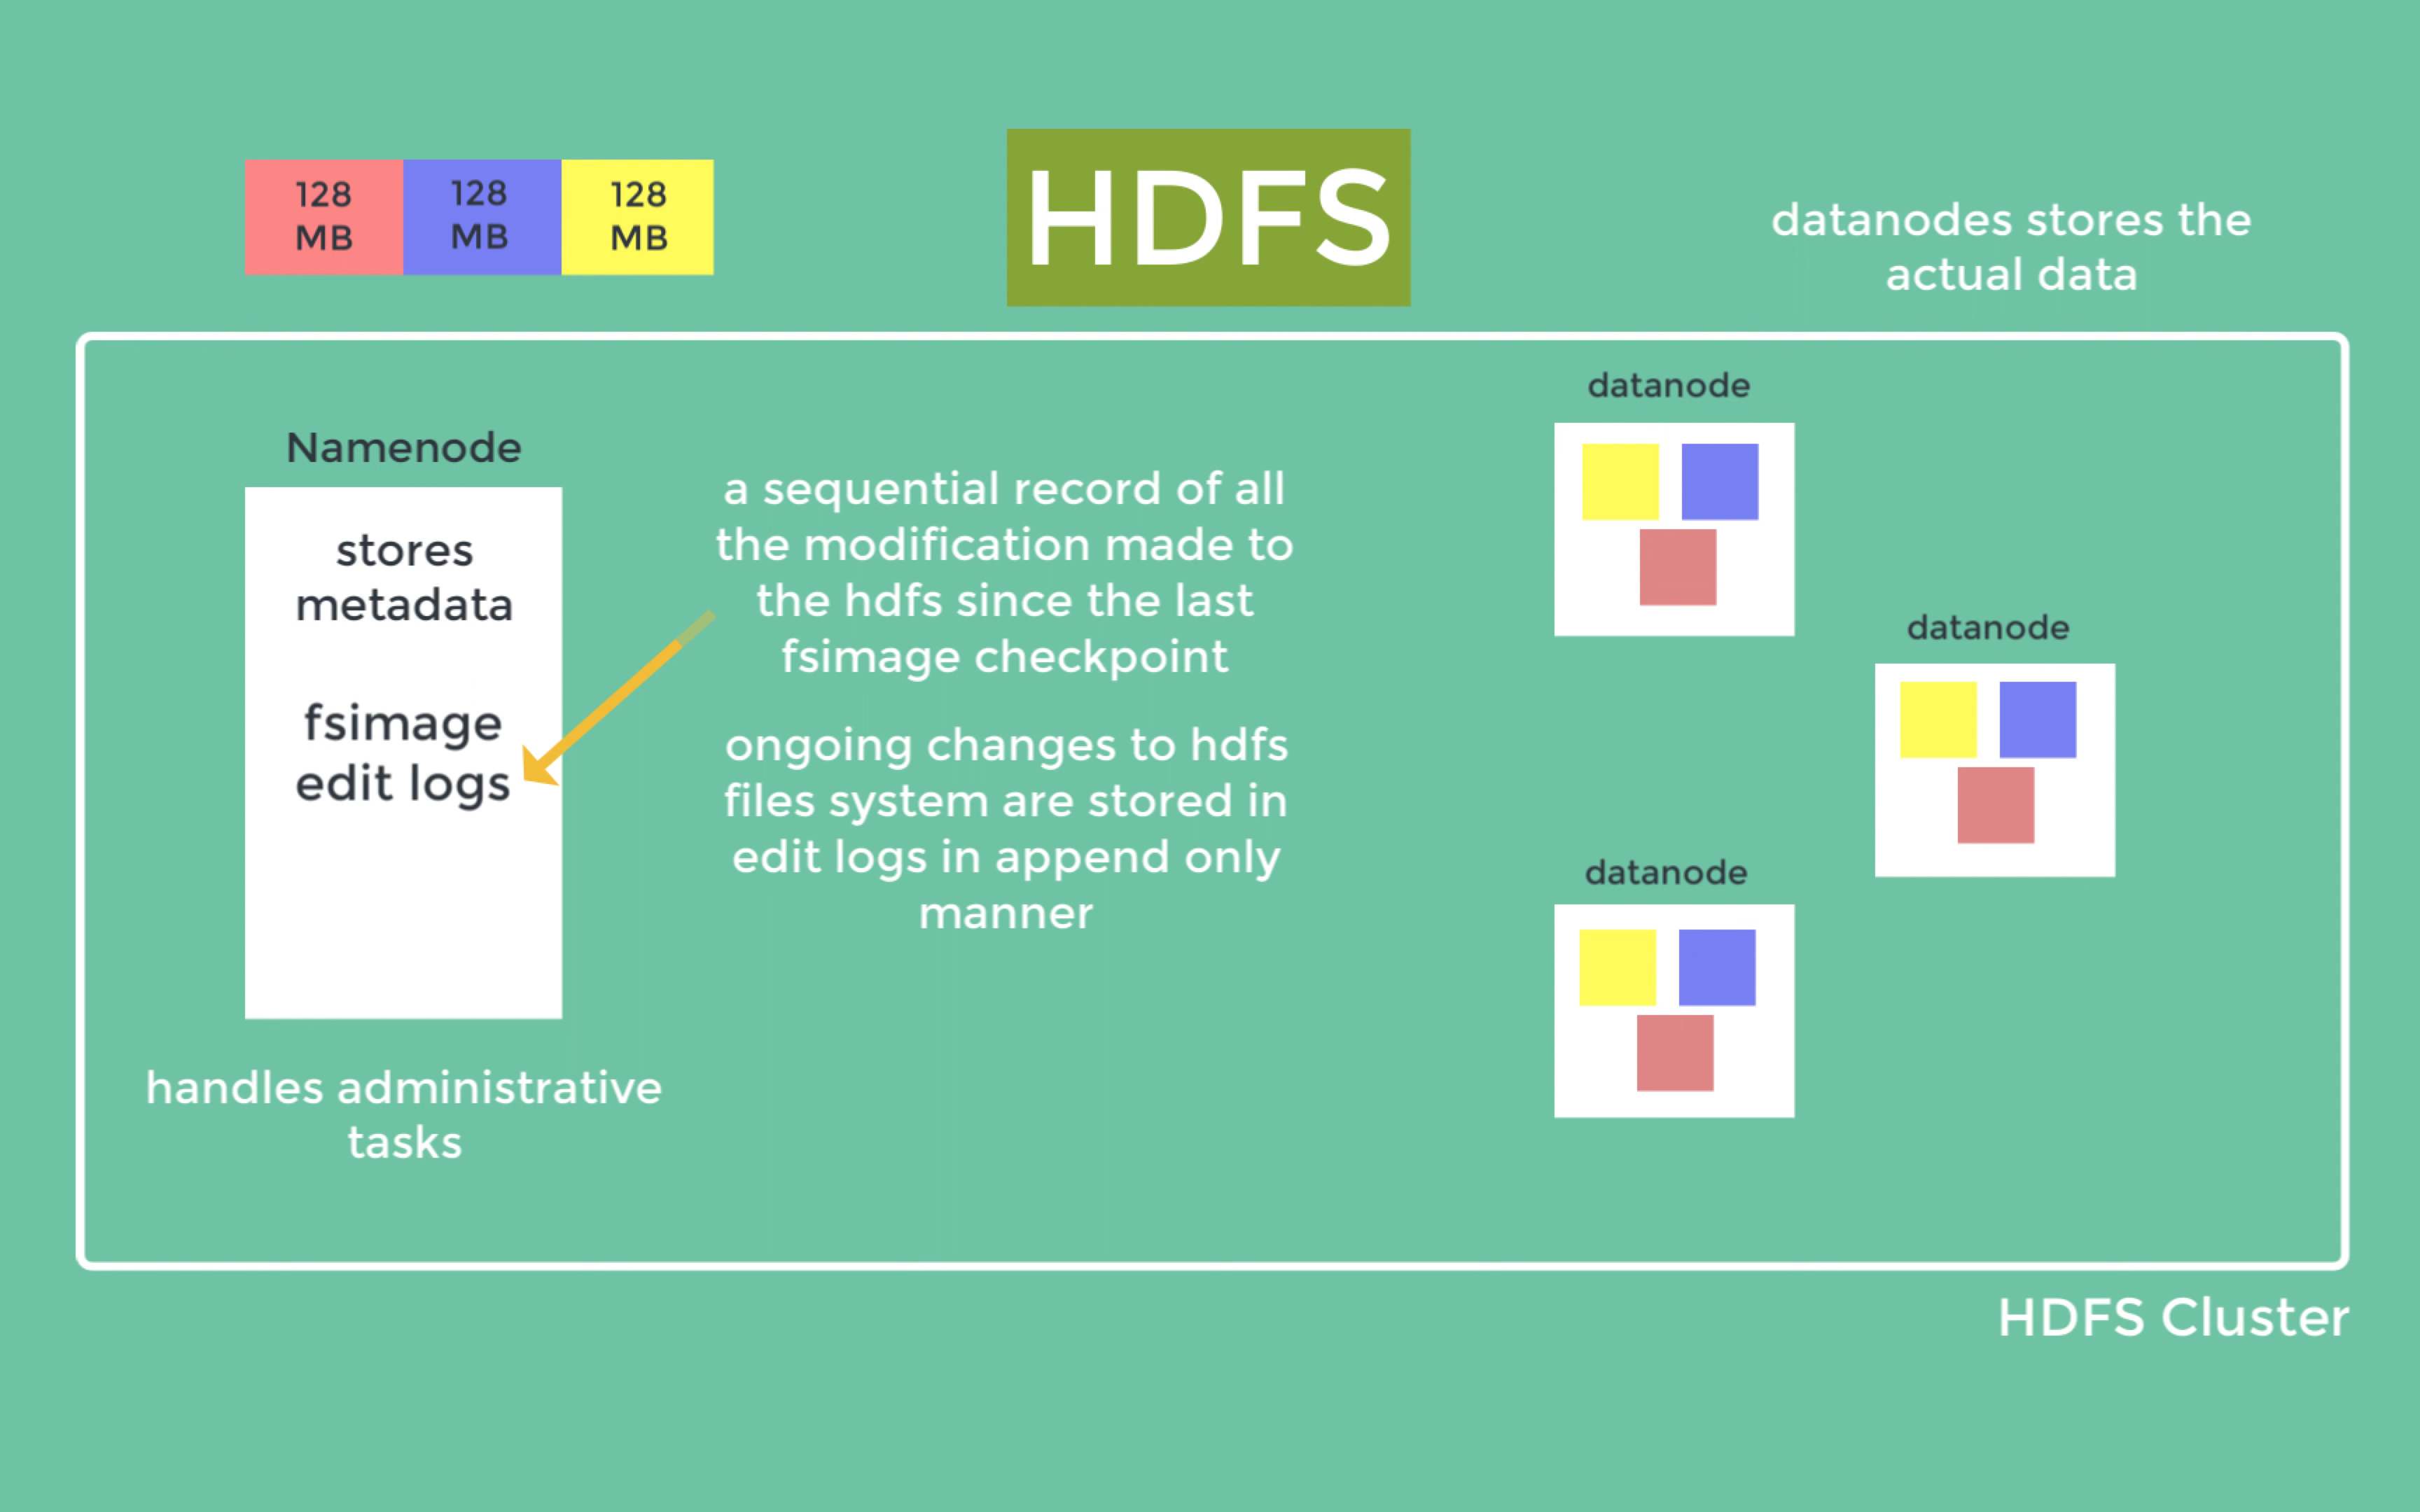 128
MB
128
MB
128
MB
HDFS
datanodes stores the
actual data
Namenode
stores
metadata
fsimage
edit logs
handles administrative
tasks
a sequential record of all
the modification made to
the hdfs since the last
fsimage checkpoint
ongoing changes to hdfs
files system are stored in
edit logs in append only
manner
datanode
datanode
datanode
HDFS Cluster